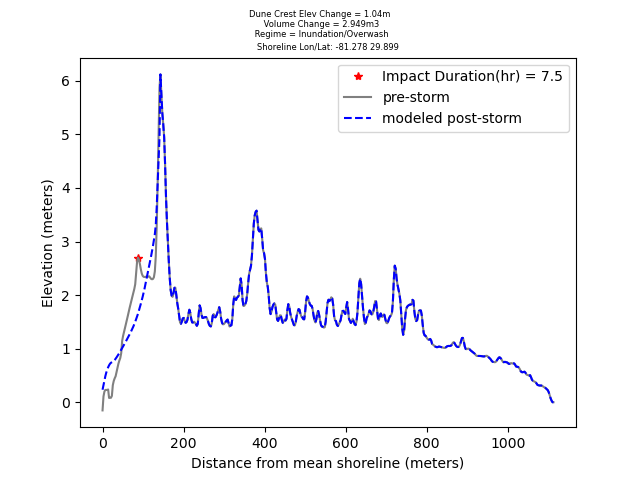 Dune Crest Elev Change = 1.04m
Volume Change = 2.949m3
Regime = Inundation/Overwash
Shoreline Lon/Lat: -81.278 29.899
Impact Duration(hr) = 7.5
pre-storm
modeled post-storm
Elevation (meters)
6
5
4
3
2
1
0
0 200 400 600 800 1000
Distance from mean shoreline (meters)